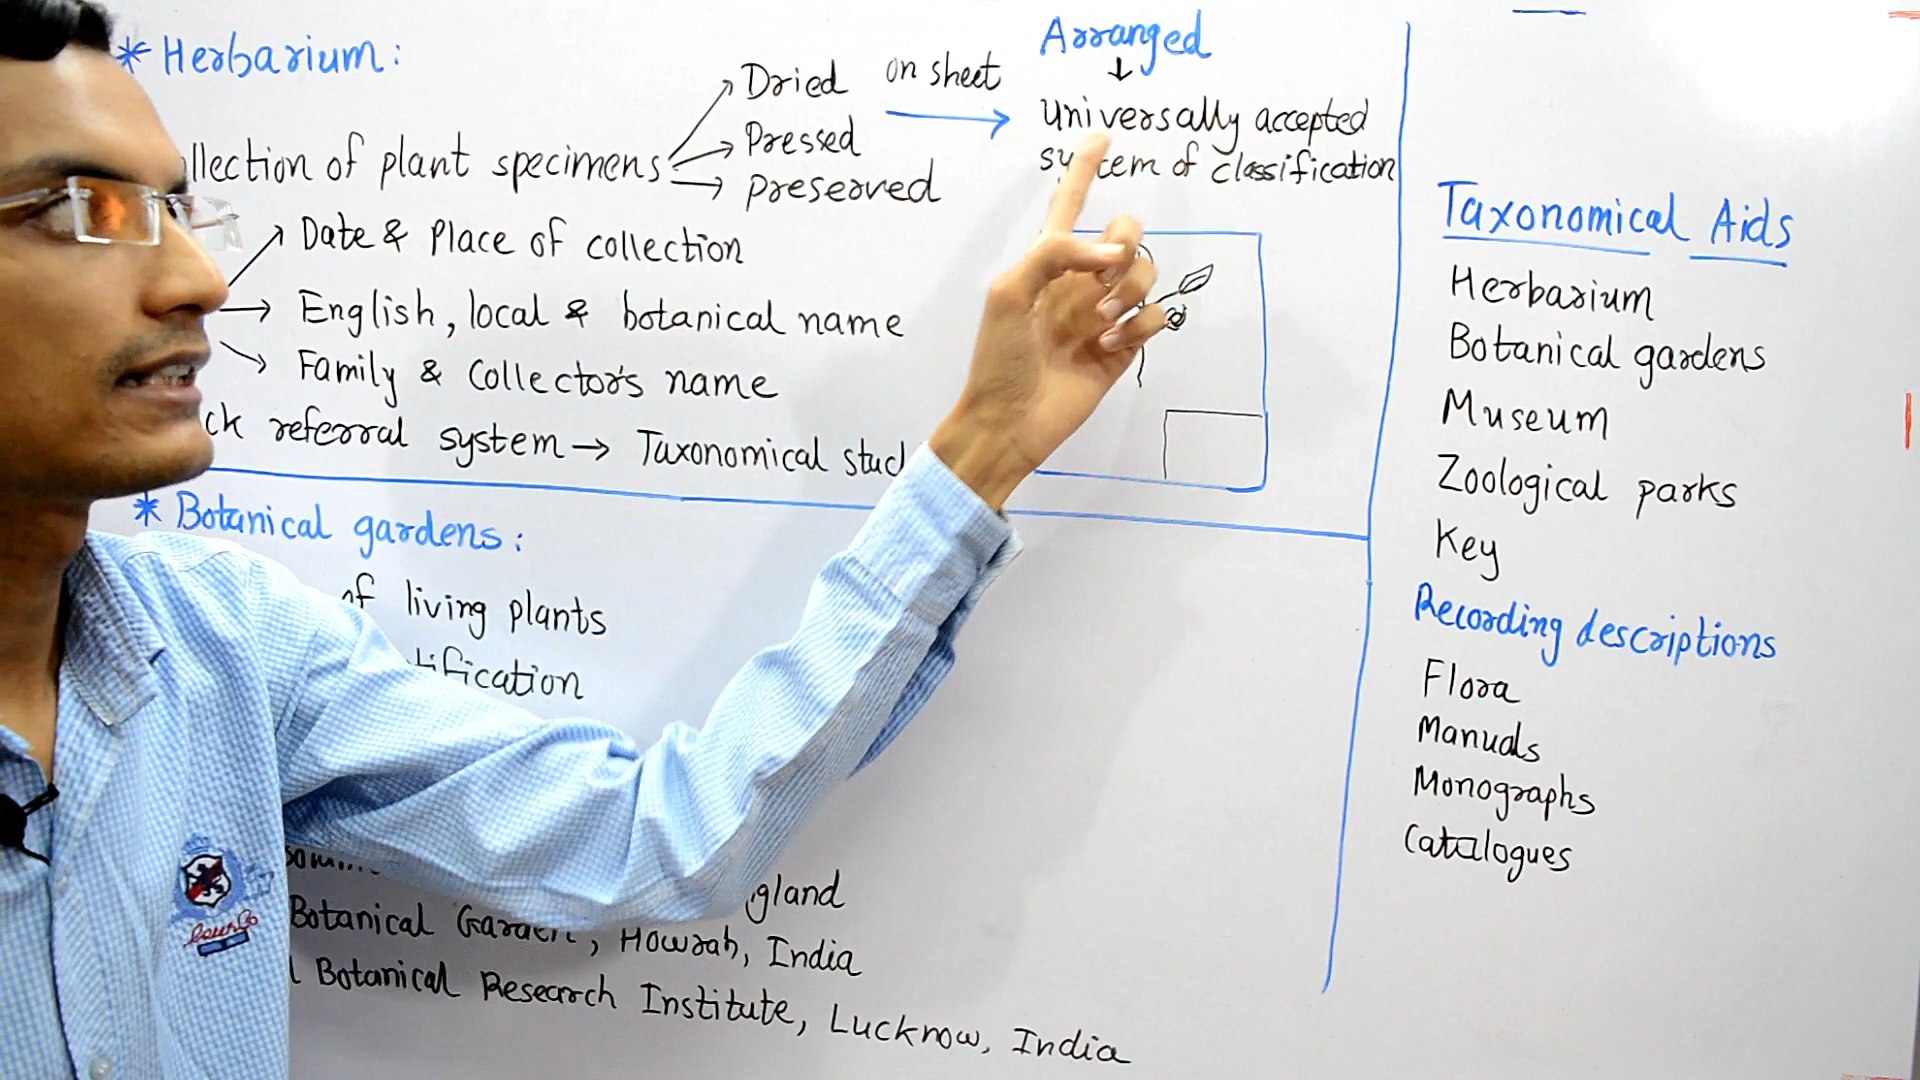 * Herbarium:
llection of plant specimens
Dried
Pressed
preserved
on sheet
Arranged
Universally accepted
system of classification
Date & Place of collection
English, local & botanical name
Family & Collector's name
ck referral system → Taxonomical stud
* Botanical gardens:
of living plants
tification
gland
Botanical Garden, Howrah, India
l Botanical Research Institute, Lucknow, India
Taxonomical Aids
Herbarium
Botanical gardens
Museum
Zoological parks
Key
Recording descriptions
Flora
Manuals
Monographs
Catalogues